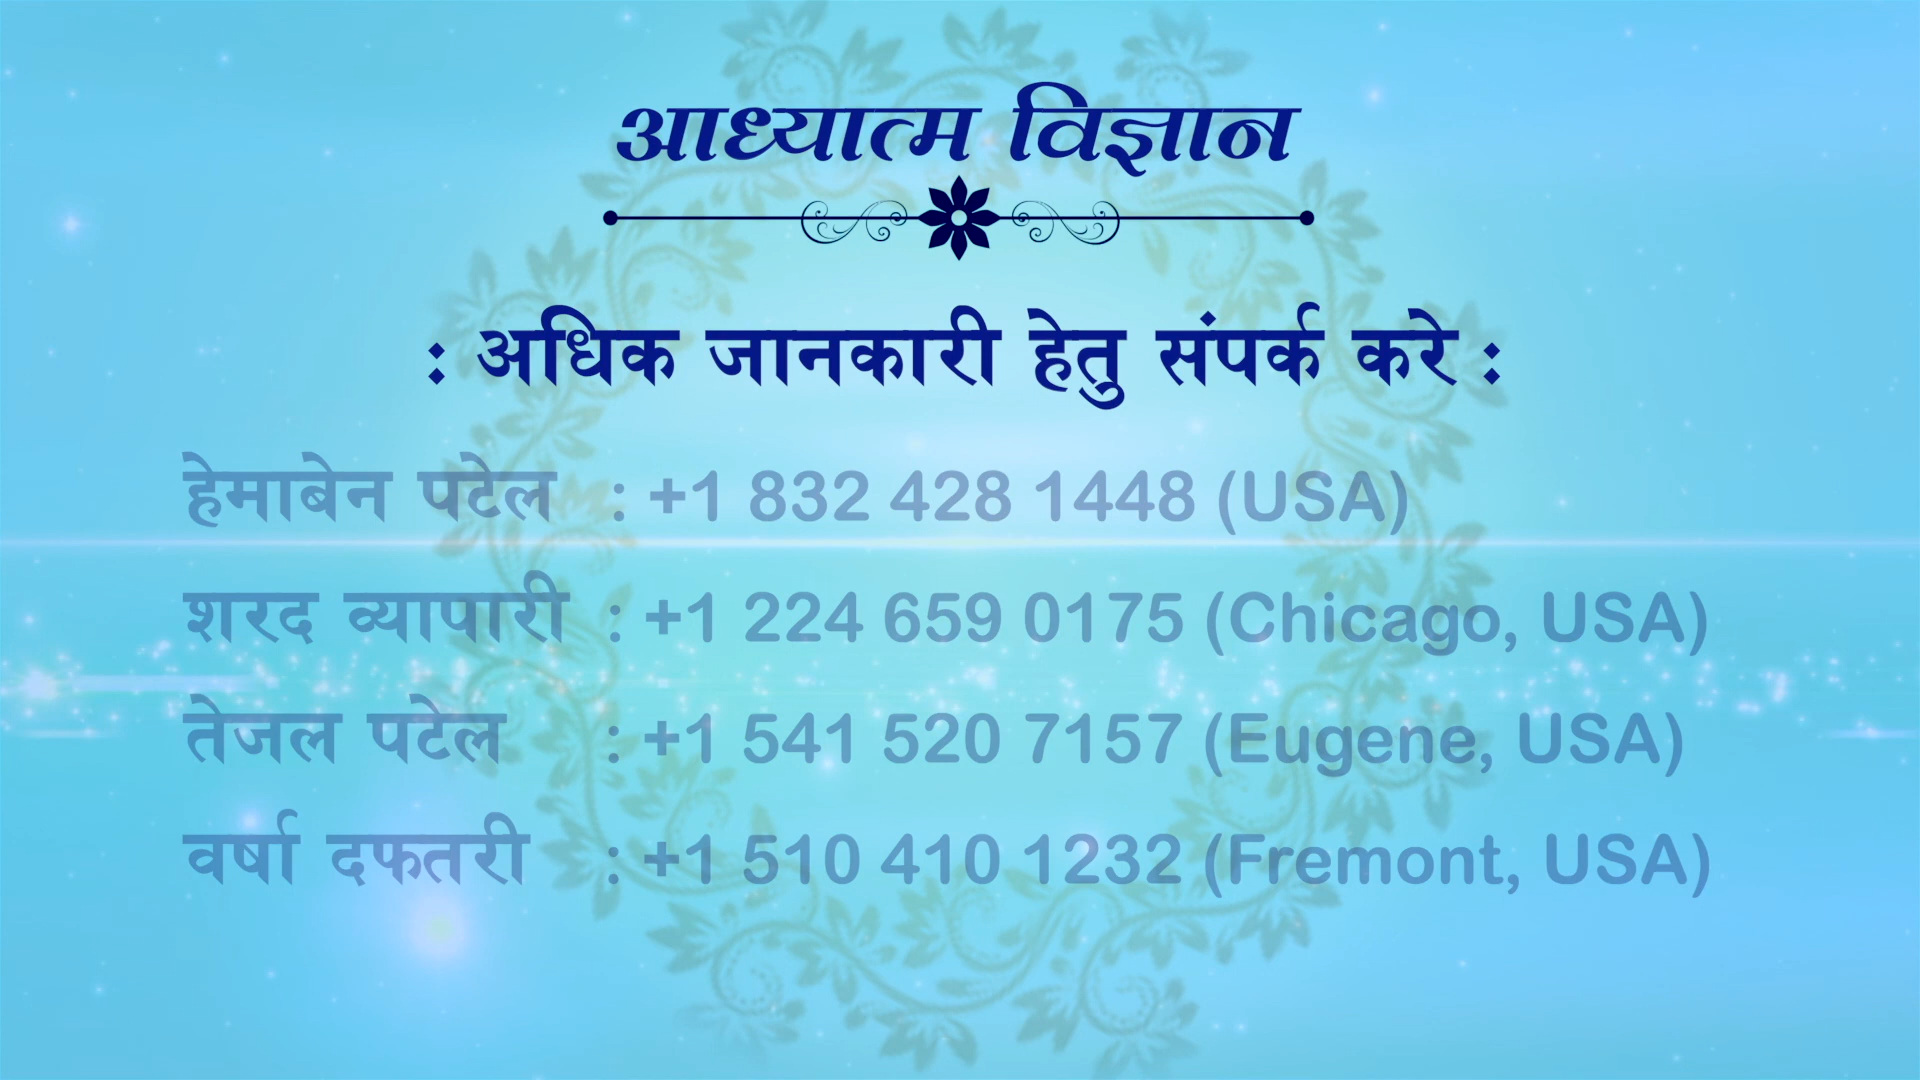 आध्यात्म विज्ञान
: अधिक जानकारी हेतु संपर्क करे :
हेमाबेन पटेल : +1 832 428 1448 (USA)
शरद व्यापारी : +1 224 659 0175 (Chicago, USA)
तेजल पटेल : +1 541 520 7157 (Eugene, USA)
वर्षा दफतरी : +1 510 410 1232 (Fremont, USA)